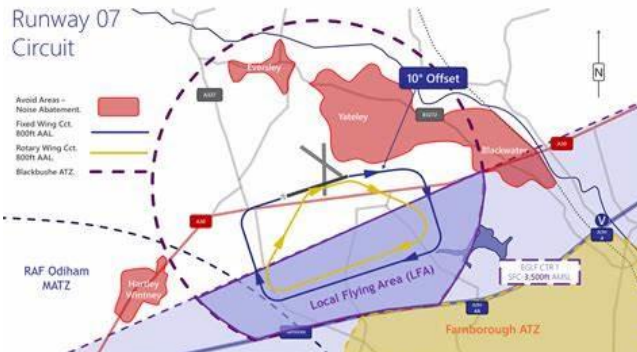 Runway 07
Circuit
Avoid Areas –
Noise Abatement.
Fixed Wing Cct.
800ft AAL.
Rotary Wing Cct.
800ft AAL.
Blackbushe ATZ.
Eversley
10° Offset
N
Yateley
Blackwater
A30
A30
V
RAF Odiham
MATZ
Hartley
Wintney
Local Flying Area (LFA)
EGLF CTR 1
SFC-3,500ft AMSL
Farnborough ATZ